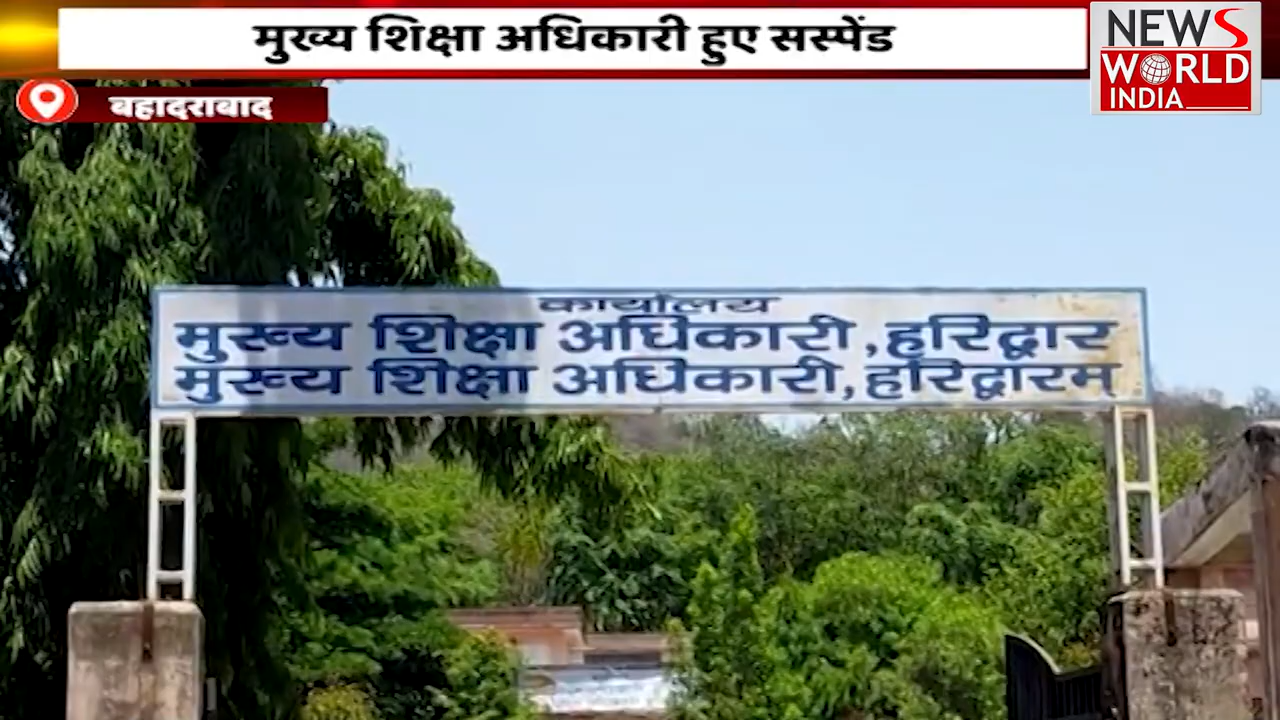 मुख्य शिक्षा अधिकारी हुए सस्पेंड
NEWS
WORLD
INDIA
बहादराबाद
कार्यालय
मुख्य शिक्षा अधिकारी, हरिद्वार
मुख्य शिक्षा अधिकारी, हरिद्वारम्